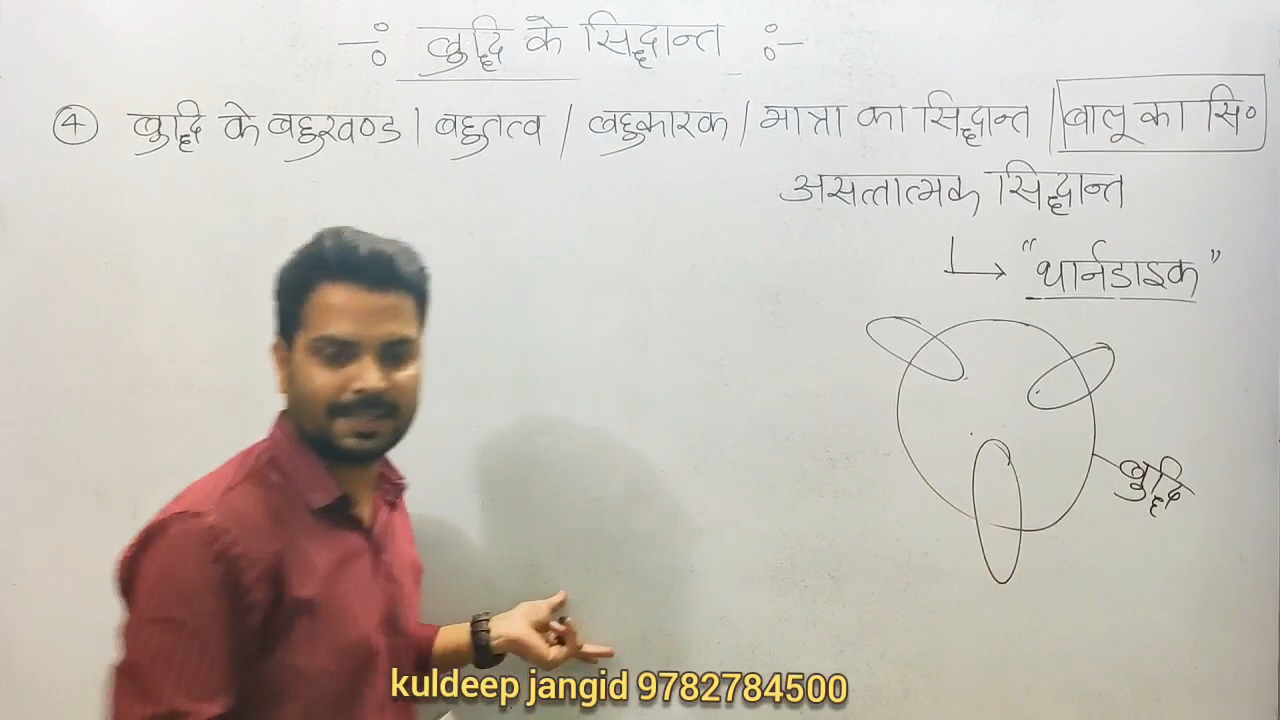 -: बुद्धि के सिद्धान्त :-
④ बुद्धि के बहुखण्ड / बहुतत्व / बहुकारक / मात्रा का सिद्धान्त / बालू का सि०
असत्तात्मक सिद्धान्त
"थार्नडाइक"
बुद्धि
kuldeep jangid 9782784500